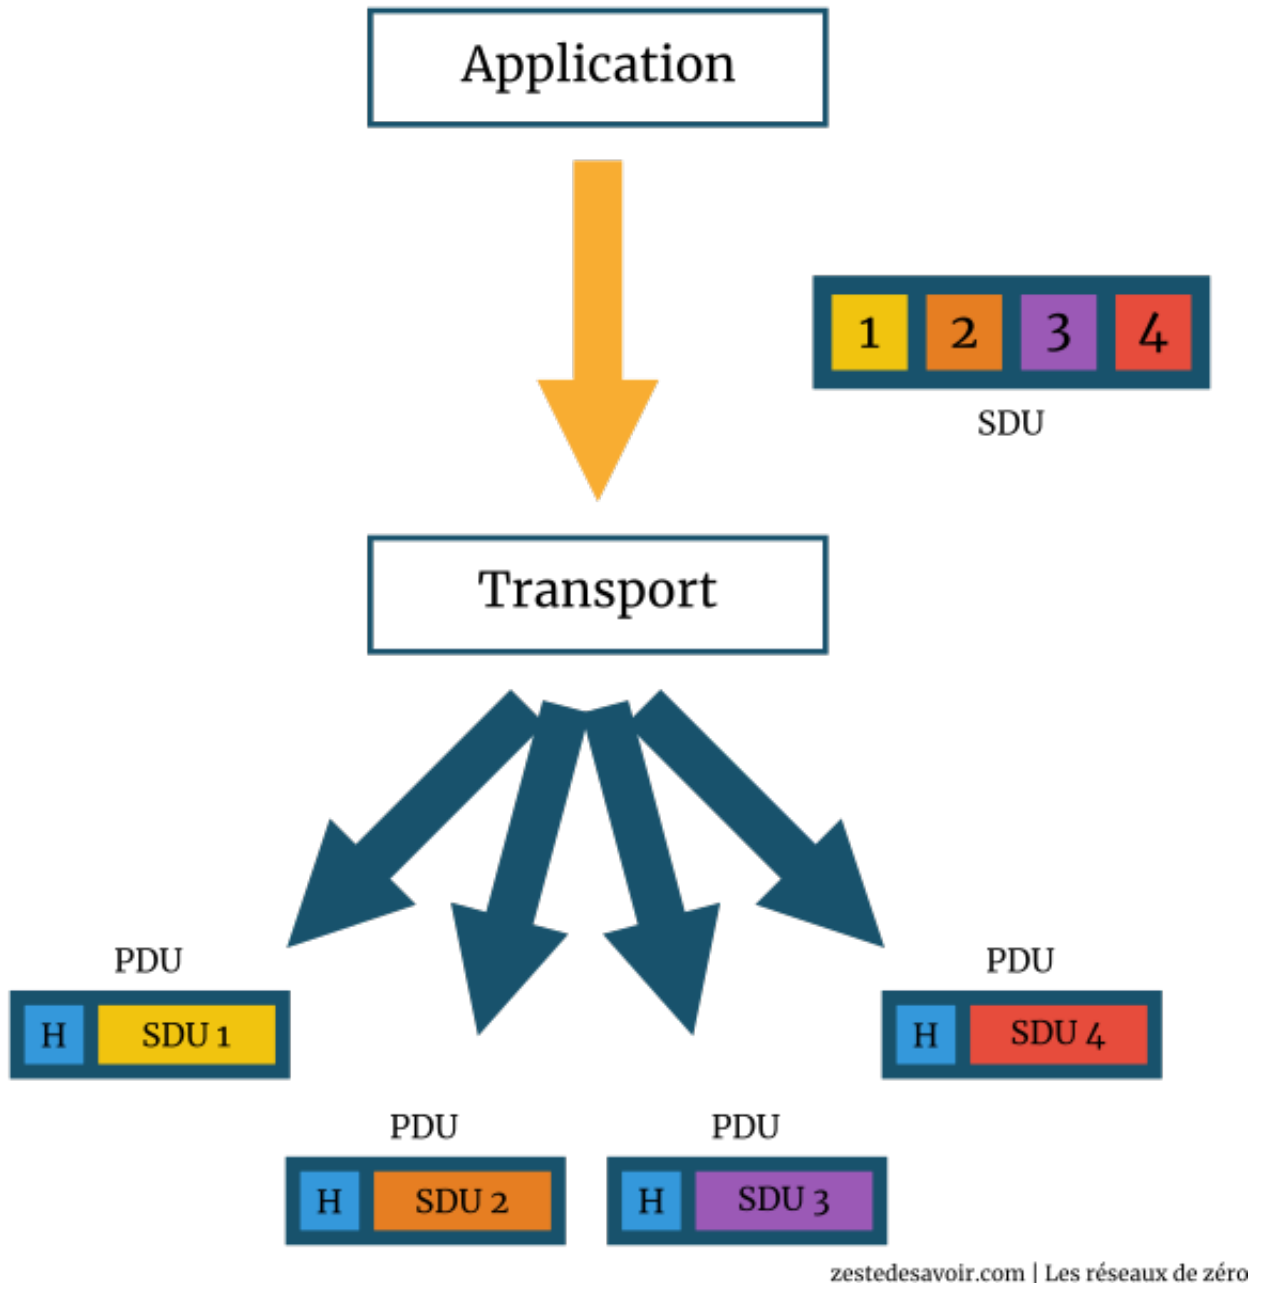 Application
1 2 3 4
SDU
Transport
PDU
H SDU 1
PDU
H SDU 4
PDU
H SDU 2
PDU
H SDU 3
zestedesavoir.com | Les réseaux de zéro